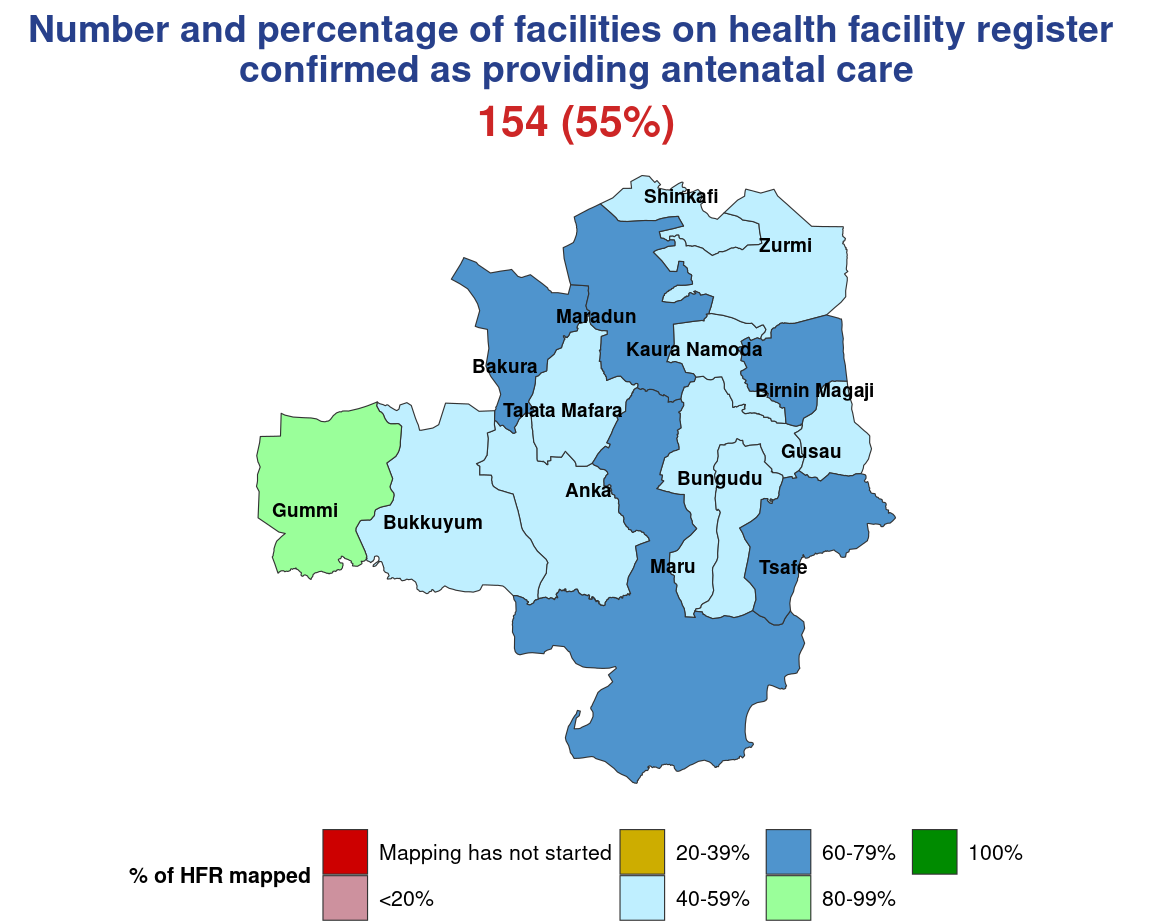 Number and percentage of facilities on health facility register
confirmed as providing antenatal care
154 (55%)
Shinkafi
Zurmi
Maradun
Kaura Namoda
Bakura
Birnin Magaji
Talata Mafara
Gusau
Bungudu
Anka
Gummi
Bukkuyum
Maru
Tsafe
% of HFR mapped
Mapping has not started
20-39%
60-79%
100%
<20%
40-59%
80-99%